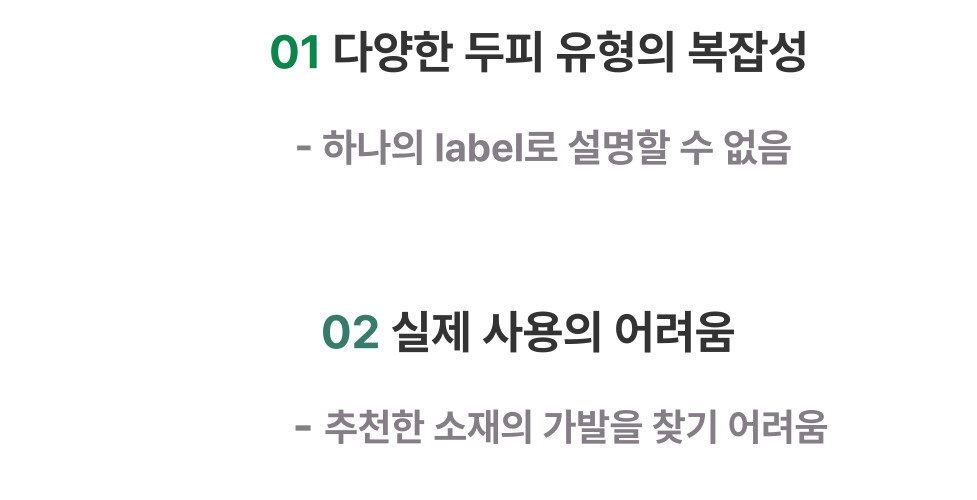 01 다양한 두피 유형의 복잡성
- 하나의 label로 설명할 수 없음
02 실제 사용의 어려움
- 추천한 소재의 가발을 찾기 어려움